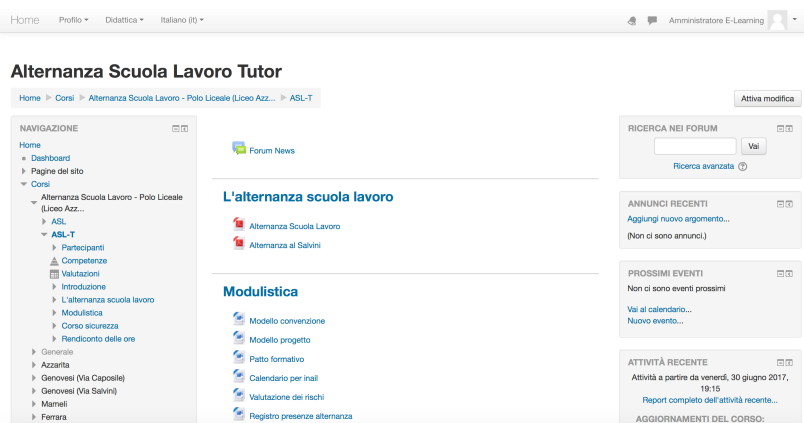 Home Profilo Didattica Italiano (it) Amministratore E-Learning
Alternanza Scuola Lavoro Tutor
Home Corsi Alternanza Scuola Lavoro - Polo Liceale (Liceo Azz... ASL-T
Attiva modifica
NAVIGAZIONE
Home
Dashboard
Pagine del sito
Corsi
Alternanza Scuola Lavoro - Polo Liceale
(Liceo Azz...
ASL
ASL-T
Partecipanti
Competenze
Valutazioni
Introduzione
L'alternanza scuola lavoro
Modulistica
Corso sicurezza
Rendiconto delle ore
Generale
Azzarita
Genovesi (Via Caposile)
Genovesi (Via Salvini)
Mameli
Ferrara
Forum News
L'alternanza scuola lavoro
Alternanza Scuola Lavoro
Alternanza al Salvini
Modulistica
Modello convenzione
Modello progetto
Patto formativo
Calendario per inail
Valutazione dei rischi
Registro presenze alternanza
RICERCA NEI FORUM
Vai
Ricerca avanzata
ANNUNCI RECENTI
Aggiungi nuovo argomento...
(Non ci sono annunci.)
PROSSIMI EVENTI
Non ci sono eventi prossimi
Vai al calendario...
Nuovo evento...
ATTIVITÀ RECENTE
Attività a partire da venerdì, 30 giugno 2017,
19:15
Report completo dell'attività recente...
AGGIORNAMENTI DEL CORSO: